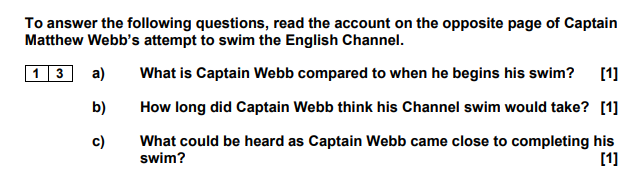 To answer the following questions, read the account on the opposite page of Captain
Matthew Webb's attempt to swim the English Channel.
1 3 a) What is Captain Webb compared to when he begins his swim? [1]
b) How long did Captain Webb think his Channel swim would take? [1]
c) What could be heard as Captain Webb came close to completing his
swim? [1]